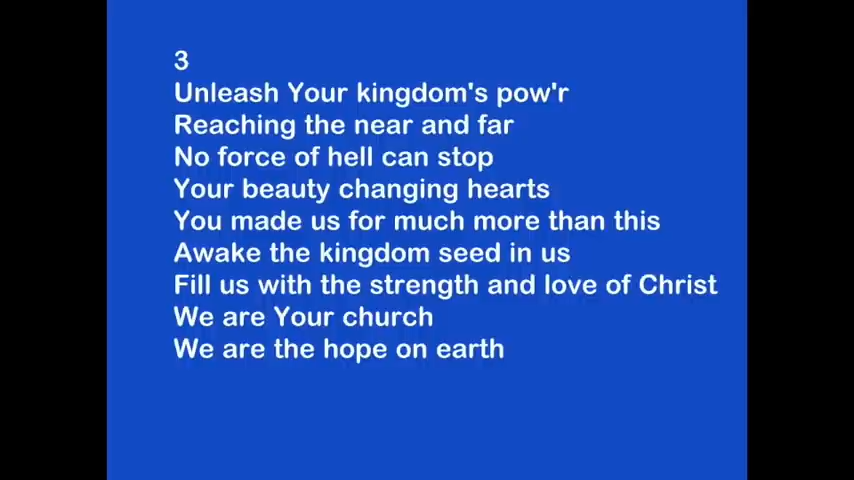 3
Unleash Your kingdom's pow'r
Reaching the near and far
No force of hell can stop
Your beauty changing hearts
You made us for much more than this
Awake the kingdom seed in us
Fill us with the strength and love of Christ
We are Your church
We are the hope on earth